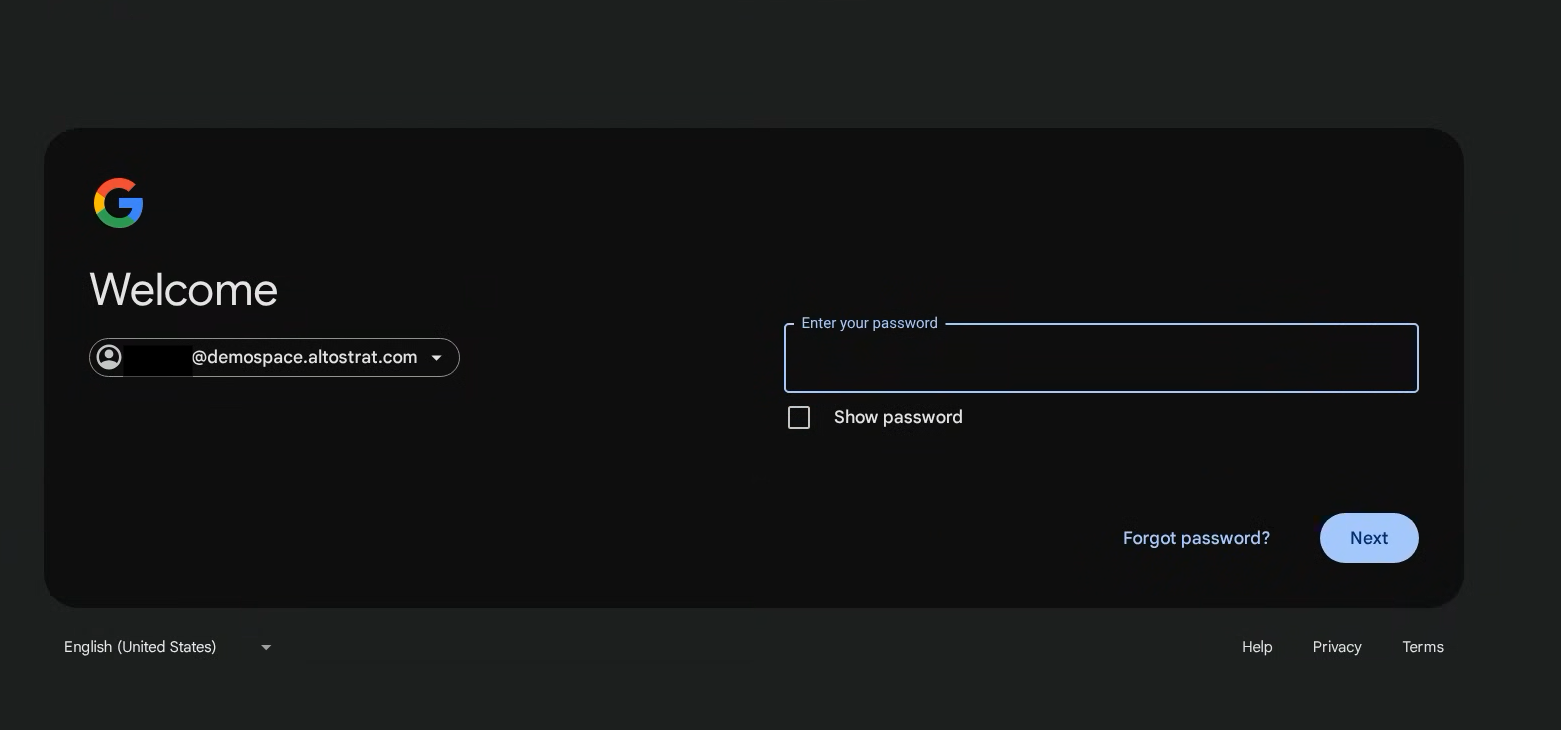 Welcome
@demospace.altostrat.com
Enter your password
Show password
Forgot password?
Next
English (United States)
Help
Privacy
Terms